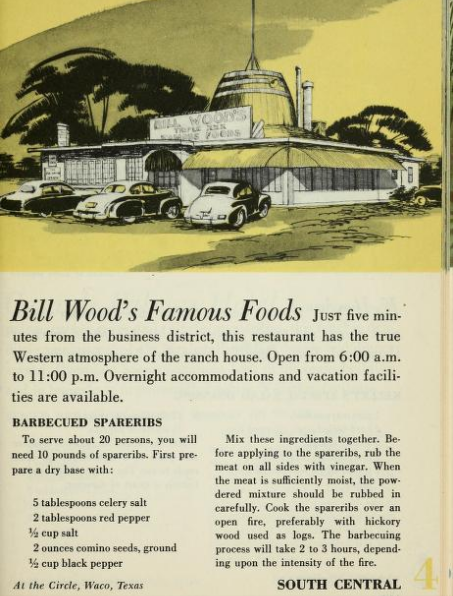 BILL WOOD'S
FAMOUS FOODS
Bill Wood's Famous Foods JUST five min-
utes from the business district, this restaurant has the true
Western atmosphere of the ranch house. Open from 6:00 a.m.
to 11:00 p.m. Overnight accommodations and vacation facili-
ties are available.
BARBECUED SPARERIBS
To serve about 20 persons, you will
need 10 pounds of spareribs. First pre-
pare a dry base with:
5 tablespoons celery salt
2 tablespoons red pepper
½ cup salt
2 ounces comino seeds, ground
½ cup black pepper
Mix these ingredients together. Be-
fore applying to the spareribs, rub the
meat on all sides with vinegar. When
the meat is sufficiently moist, the pow-
dered mixture should be rubbed in
carefully. Cook the spareribs over an
open fire, preferably with hickory
wood used as logs. The barbecuing
process will take 2 to 3 hours, depend-
ing upon the intensity of the fire.
At the Circle, Waco, Texas
SOUTH CENTRAL
4